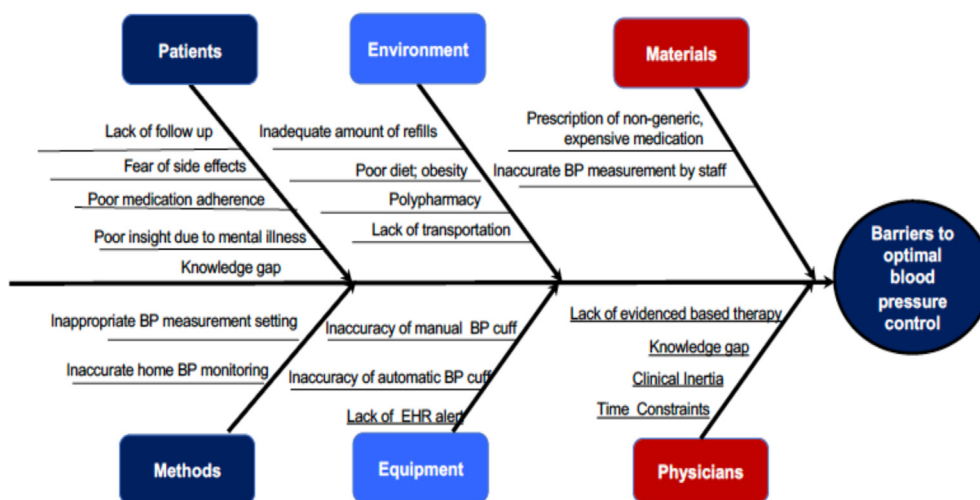 Patients
Environment
Materials
Lack of follow up
Fear of side effects
Poor medication adherence
Poor insight due to mental illness
Knowledge gap
Inadequate amount of refills
Poor diet; obesity
Polypharmacy
Lack of transportation
Prescription of non-generic,
expensive medication
Inaccurate BP measurement by staff
Barriers to
optimal
blood
pressure
control
Inappropriate BP measurement setting
Inaccurate home BP monitoring
Inaccuracy of manual BP cuff
Inaccuracy of automatic BP cuff
Lack of EHR alert
Lack of evidenced based therapy
Knowledge gap
Clinical Inertia
Time Constraints
Methods
Equipment
Physicians